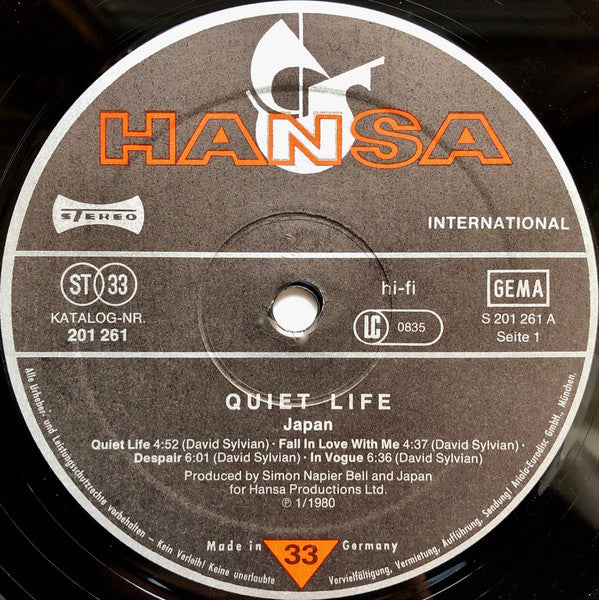 HANSA
STEREO
INTERNATIONAL
ST 33
KATALOG-NR.
201 261
hi-fi
LC 0835
GEMA
S 201 261 A
Seite 1
QUIET LIFE
Japan
Quiet Life 4:52 (David Sylvian) · Fall In Love With Me 4:37 (David Sylvian) ·
Despair 6:01 (David Sylvian) · In Vogue 6:36 (David Sylvian)
Produced by Simon Napier Bell and Japan
for Hansa Productions Ltd.
℗ 1/1980
Made in 33 Germany
Alle Urheber- und Leistungsschutzrechte vorbehalten – Kein Verleih! Keine unerlaubte Vervielfältigung, Vermietung, Aufführung, Sendung! Ariola-Eurodisc GmbH, München.